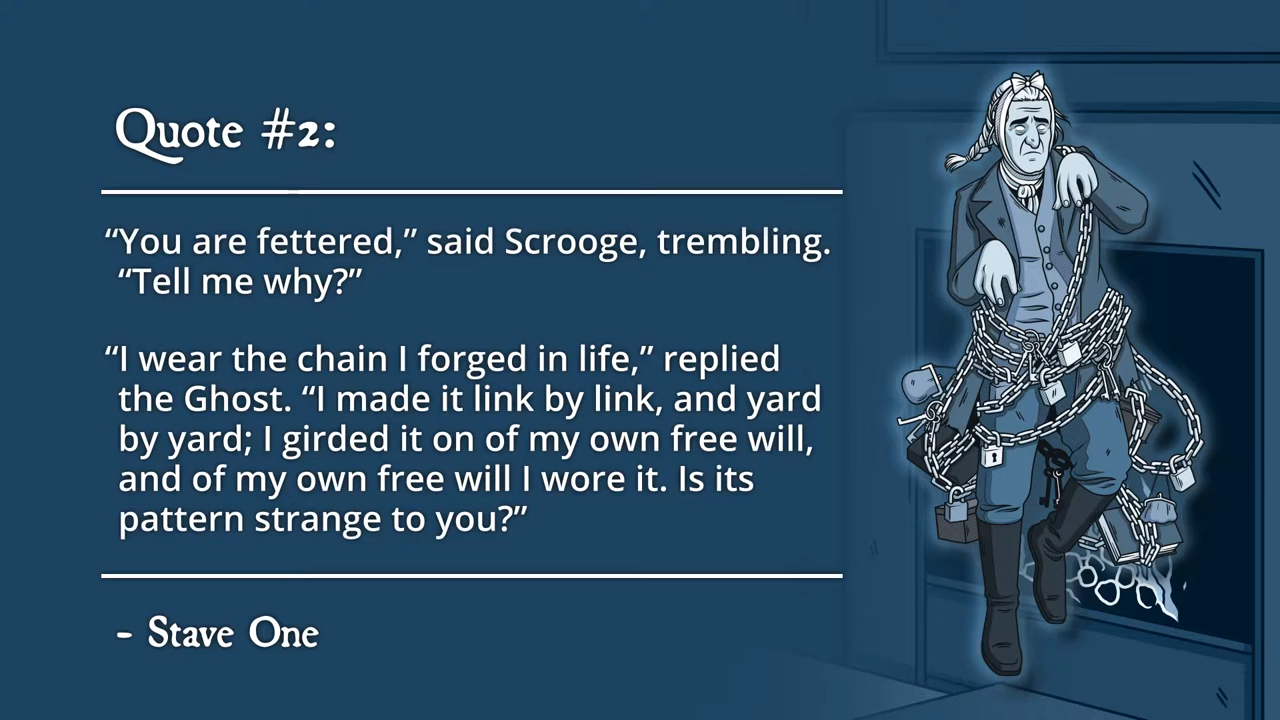 Quote #2:
“You are fettered,” said Scrooge, trembling.
“Tell me why?”
“I wear the chain I forged in life,” replied
the Ghost. “I made it link by link, and yard
by yard; I girded it on of my own free will,
and of my own free will I wore it. Is its
pattern strange to you?”
- Stave One